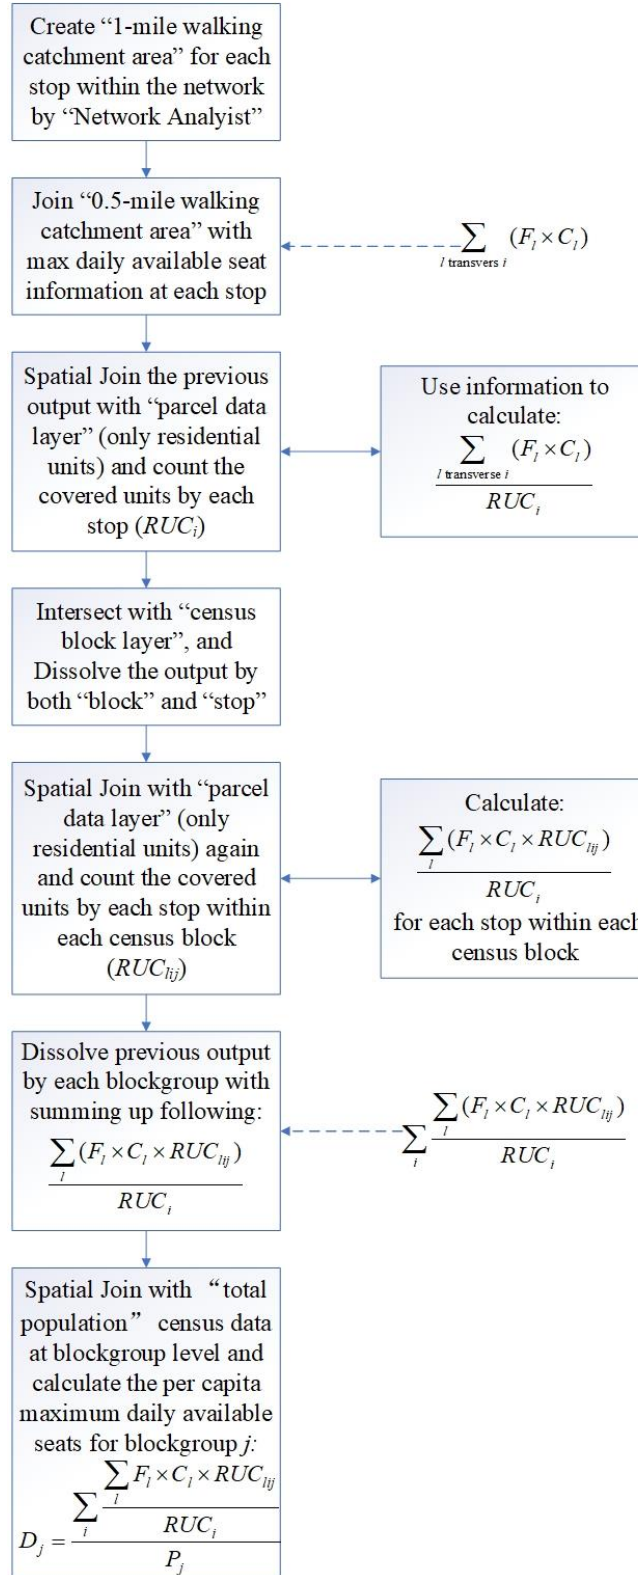 Create “1-mile walking
catchment area” for each
stop within the network
by “Network Analyist”
Join “0.5-mile walking
catchment area” with
max daily available seat
information at each stop
∑ (F_l × C_l)
l transvers i
Spatial Join the previous
output with “parcel data
layer” (only residential
units) and count the
covered units by each
stop (RUC_i)
Use information to
calculate:
∑ (F_l × C_l)
l transverse i
RUC_i
Intersect with “census
block layer”, and
Dissolve the output by
both “block” and “stop”
Spatial Join with “parcel
data layer” (only
residential units) again
and count the covered
units by each stop within
each census block
(RUC_lij)
Calculate:
∑ (F_l × C_l × RUC_lij)
l
RUC_i
for each stop within each
census block
Dissolve previous output
by each blockgroup with
summing up following:
∑ (F_l × C_l × RUC_lij)
l
RUC_i
∑ (F_l × C_l × RUC_lij)
l
∑
i
RUC_i
Spatial Join with “total
population” census data
at blockgroup level and
calculate the per capita
maximum daily available
seats for blockgroup j:
∑ F_l × C_l × RUC_lij
l
∑
i
RUC_i
D_j =
P_j